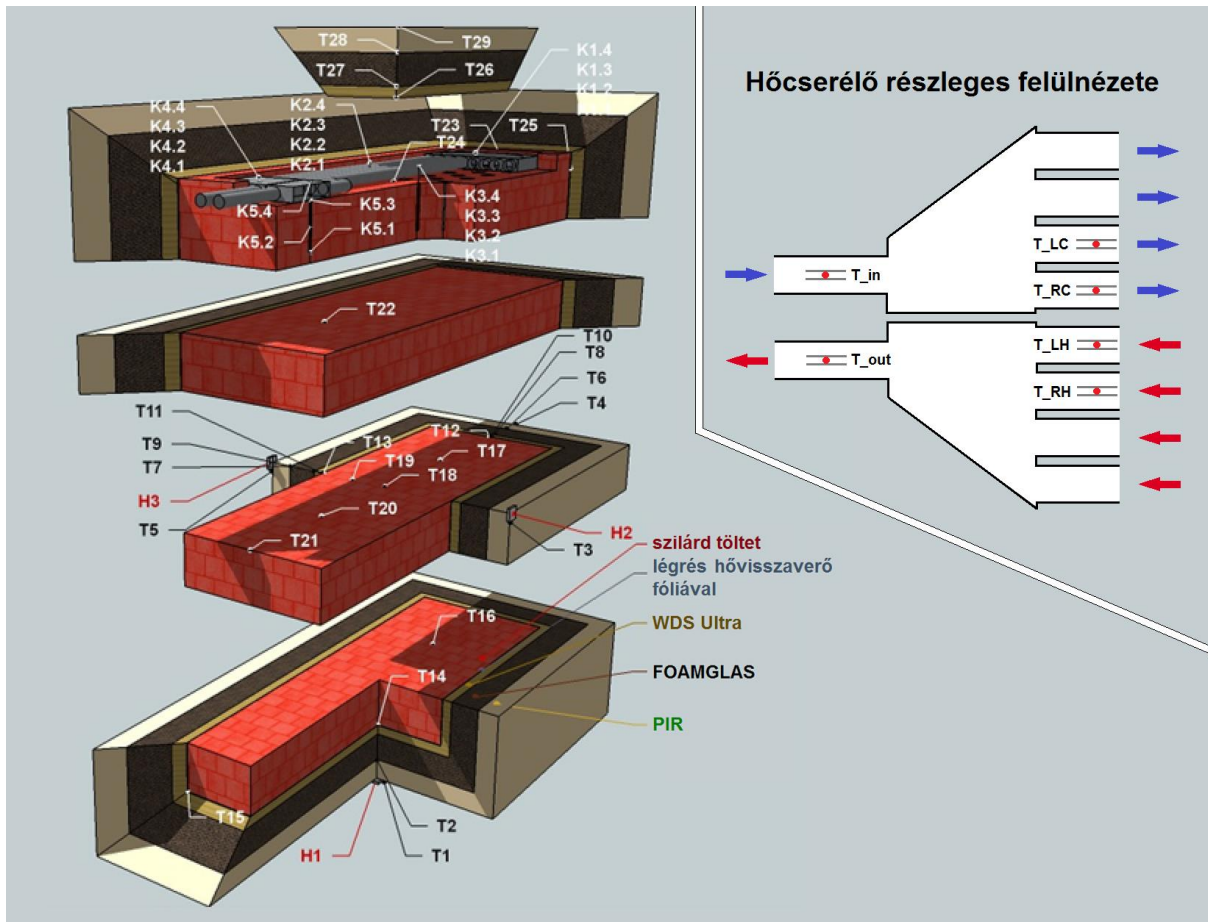 Hőcserélő részleges felülnézete
T28
T29
K1.4
K1.3
K1.2
T27
T26
K4.4
K4.3
K4.2
K4.1
K2.4
K2.3
K2.2
K2.1
T23
T24
T25
K5.4
K5.3
K5.2
K5.1
K3.4
K3.3
K3.2
K3.1
T22
T10
T8
T6
T4
T11
T9
T7
H3
T5
T13
T12
T19
T17
T18
T20
T21
H2
T3
szilárd töltet
légrés hővisszaverő
fóliával
WDS Ultra
FOAMGLAS
PIR
T16
T14
T15
T2
H1
T1
T_in
T_out
T_LC
T_RC
T_LH
T_RH